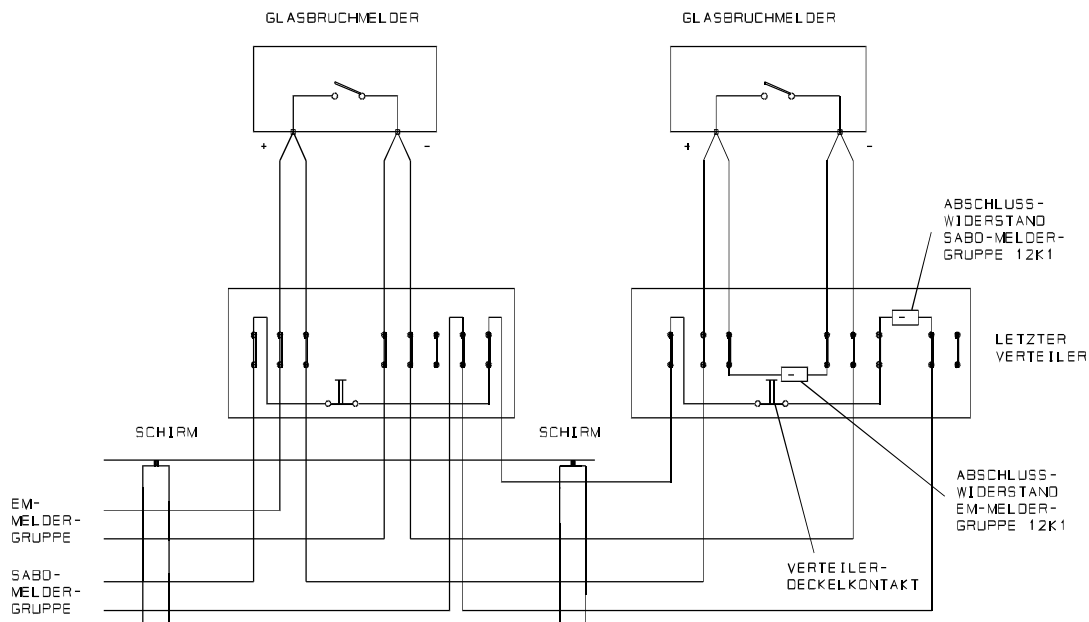 GLASBRUCHMELDER
GLASBRUCHMELDER
+
-
+
-
ABSCHLUSS-
WIDERSTAND
SABO-MELDER-
GRUPPE 12K1
LETZTER
VERTEILER
SCHIRM
SCHIRM
EM-
MELDER-
GRUPPE
ABSCHLUSS-
WIDERSTAND
EM-MELDER-
GRUPPE 12K1
SABO-
MELDER-
GRUPPE
VERTEILER-
DECKELKONTAKT